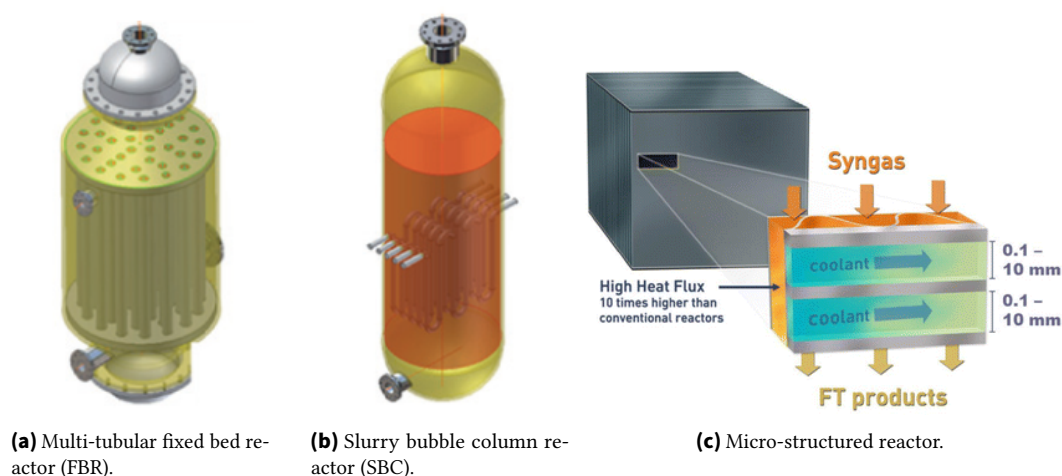 Syngas
coolant
0.1 –
10 mm
High Heat Flux
10 times higher than
conventional reactors
coolant
0.1 –
10 mm
FT products
(a) Multi-tubular fixed bed re-
actor (FBR).
(b) Slurry bubble column re-
actor (SBC).
(c) Micro-structured reactor.